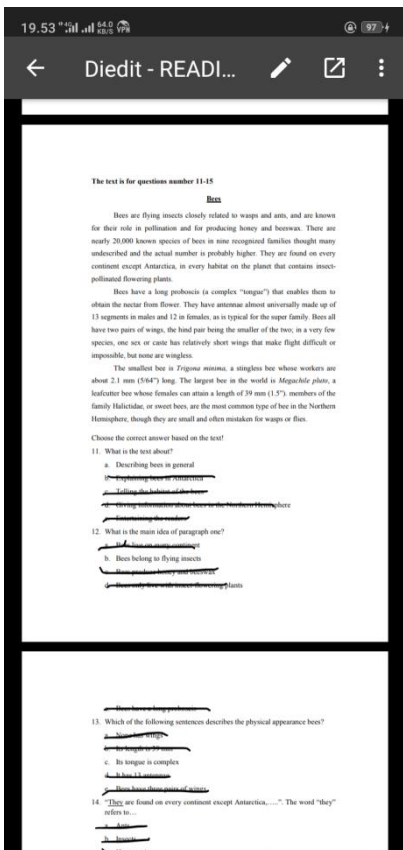 19.53 "4G 64.0 KB/S VPN 97
Diedit - READI...
The text is for questions number 11-15
Bees
Bees are flying insects closely related to wasps and ants, and are known
for their role in pollination and for producing honey and beeswax. There are
nearly 20,000 known species of bees in nine recognized families thought many
undescribed and the actual number is probably higher. They are found on every
continent except Antarctica, in every habitat on the planet that contains insect-
pollinated flowering plants.
Bees have a long proboscis (a complex “tongue”) that enables them to
obtain the nectar from flower. They have antennae almost universally made up of
13 segments in males and 12 in females, as is typical for the super family. Bees all
have two pairs of wings, the hind pair being the smaller of the two; in a very few
species, one sex or caste has relatively short wings that make flight difficult or
impossible, but none are wingless.
The smallest bee is Trigona minima, a stingless bee whose workers are
about 2.1 mm (5/64") long. The largest bee in the world is Megachile pluto, a
leafcutter bee whose females can attain a length of 39 mm (1.5"). members of the
family Halictidae, or sweet bees, are the most common type of bee in the Northern
Hemisphere, though they are small and often mistaken for wasps or flies.
Choose the correct answer based on the text!
11. What is the text about?
a. Describing bees in general
b. Explaining bees in Antarctica
c. Telling the habitat of the bees
d. Giving information about bees in the Northern Hemisphere
e. Entertaining the readers
12. What is the main idea of paragraph one?
a. Bees live on every continent
b. Bees belong to flying insects
c. Bees produce honey and beeswax
d. Bees only live with insect-flowering plants
e. Bees have a long proboscis
13. Which of the following sentences describes the physical appearance bees?
a. None has wings
b. Its length is 39 mm
c. Its tongue is complex
d. It has 13 antennae
e. Bees have three pairs of wings
14. “They are found on every continent except Antarctica, ….”. The word “they”
refers to…
a. Ants
b. Insects